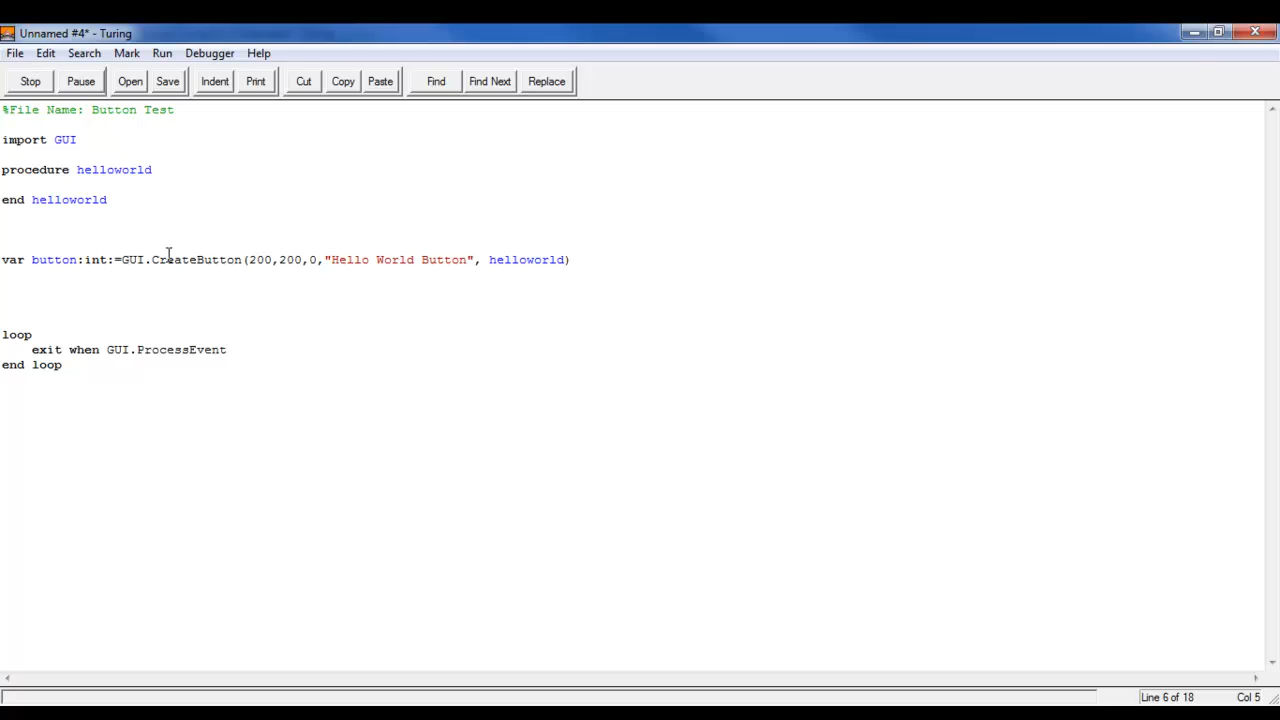 Unnamed #4* - Turing
File Edit Search Mark Run Debugger Help
Stop Pause Open Save Indent Print Cut Copy Paste Find Find Next Replace
%File Name: Button Test
import GUI
procedure helloworld
end helloworld
var button:int:=GUI.CreateButton(200,200,0,"Hello World Button", helloworld)
loop
    exit when GUI.ProcessEvent
end loop
Line 6 of 18 Col 5